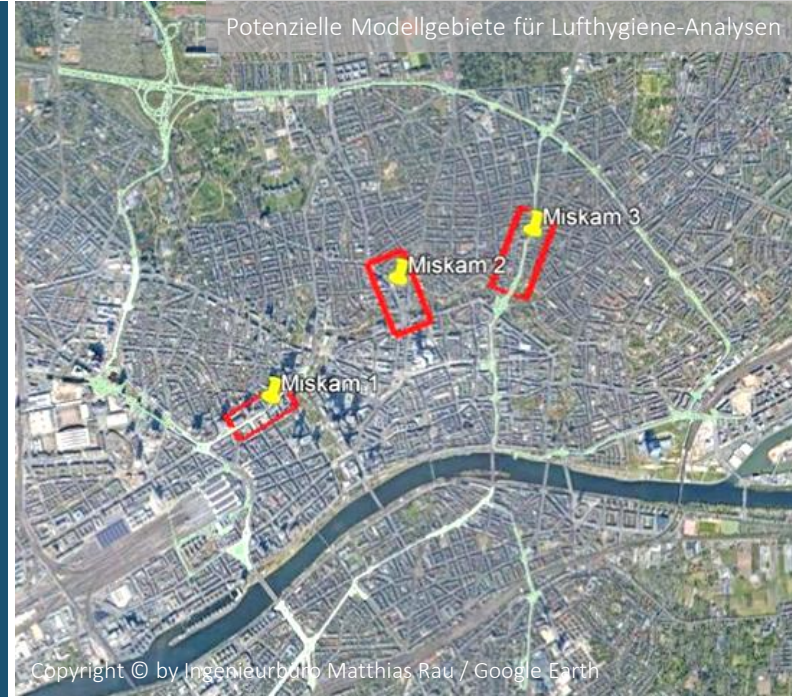 Potenzielle Modellgebiete für Lufthygiene-Analysen
Miskam 3
Miskam 2
Miskam 1
Copyright © by Ingenieurbüro Matthias Rau / Google Earth